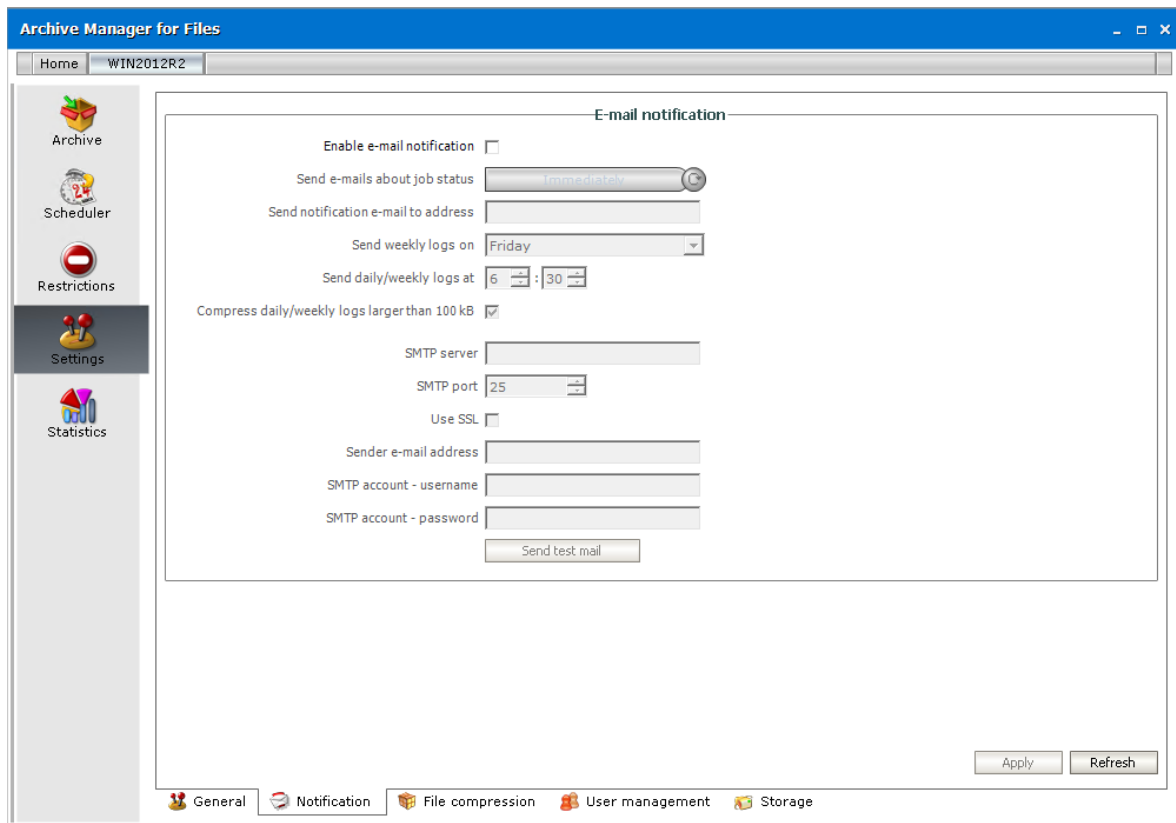 Archive Manager for Files
Home WIN2012R2
Archive
Scheduler
Restrictions
Settings
Statistics
E-mail notification
Enable e-mail notification
Send e-mails about job status Immediately
Send notification e-mail to address
Send weekly logs on Friday
Send daily/weekly logs at 6 : 30
Compress daily/weekly logs larger than 100 kB
SMTP server
SMTP port 25
Use SSL
Sender e-mail address
SMTP account - username
SMTP account - password
Send test mail
Apply Refresh
General Notification File compression User management Storage